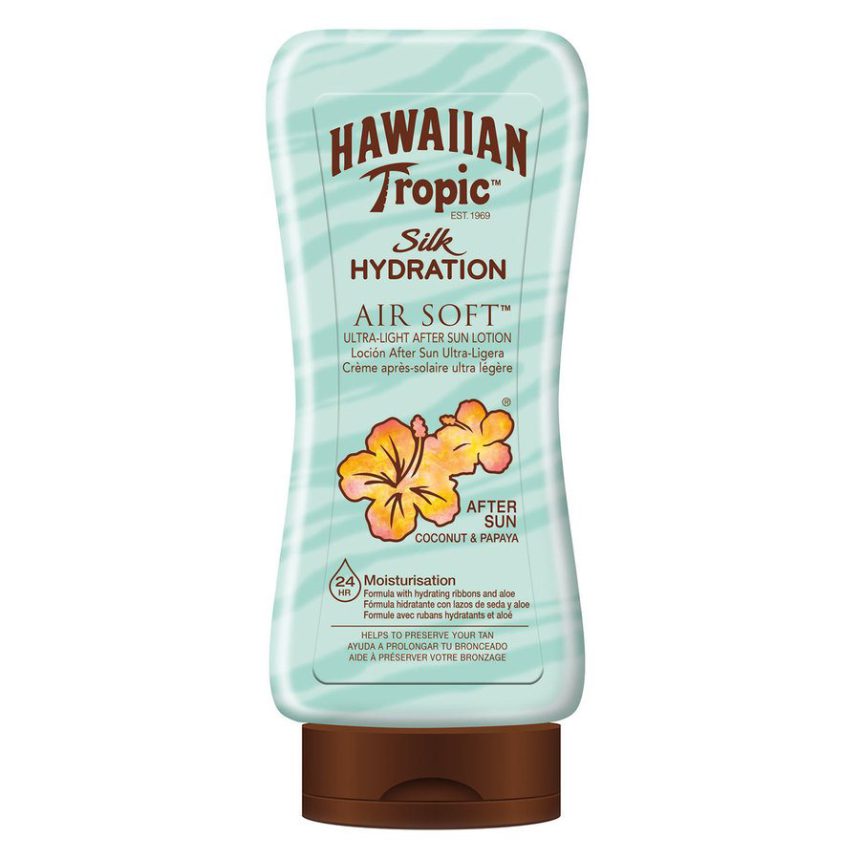 HAWAIIAN
Tropic™
EST. 1969
Silk
HYDRATION
AIR SOFT™
ULTRA-LIGHT AFTER SUN LOTION
Loción After Sun Ultra-Ligera
Crème après-solaire ultra légère
®
AFTER
SUN
COCONUT & PAPAYA
24
HR
Moisturisation
Formula with hydrating ribbons and aloe
Fórmula hidratante con lazos de seda y aloe
Formule avec rubans hydratants et aloé
HELPS TO PRESERVE YOUR TAN
AYUDA A PROLONGAR TU BRONCEADO
AIDE À PRÉSERVER VOTRE BRONZAGE